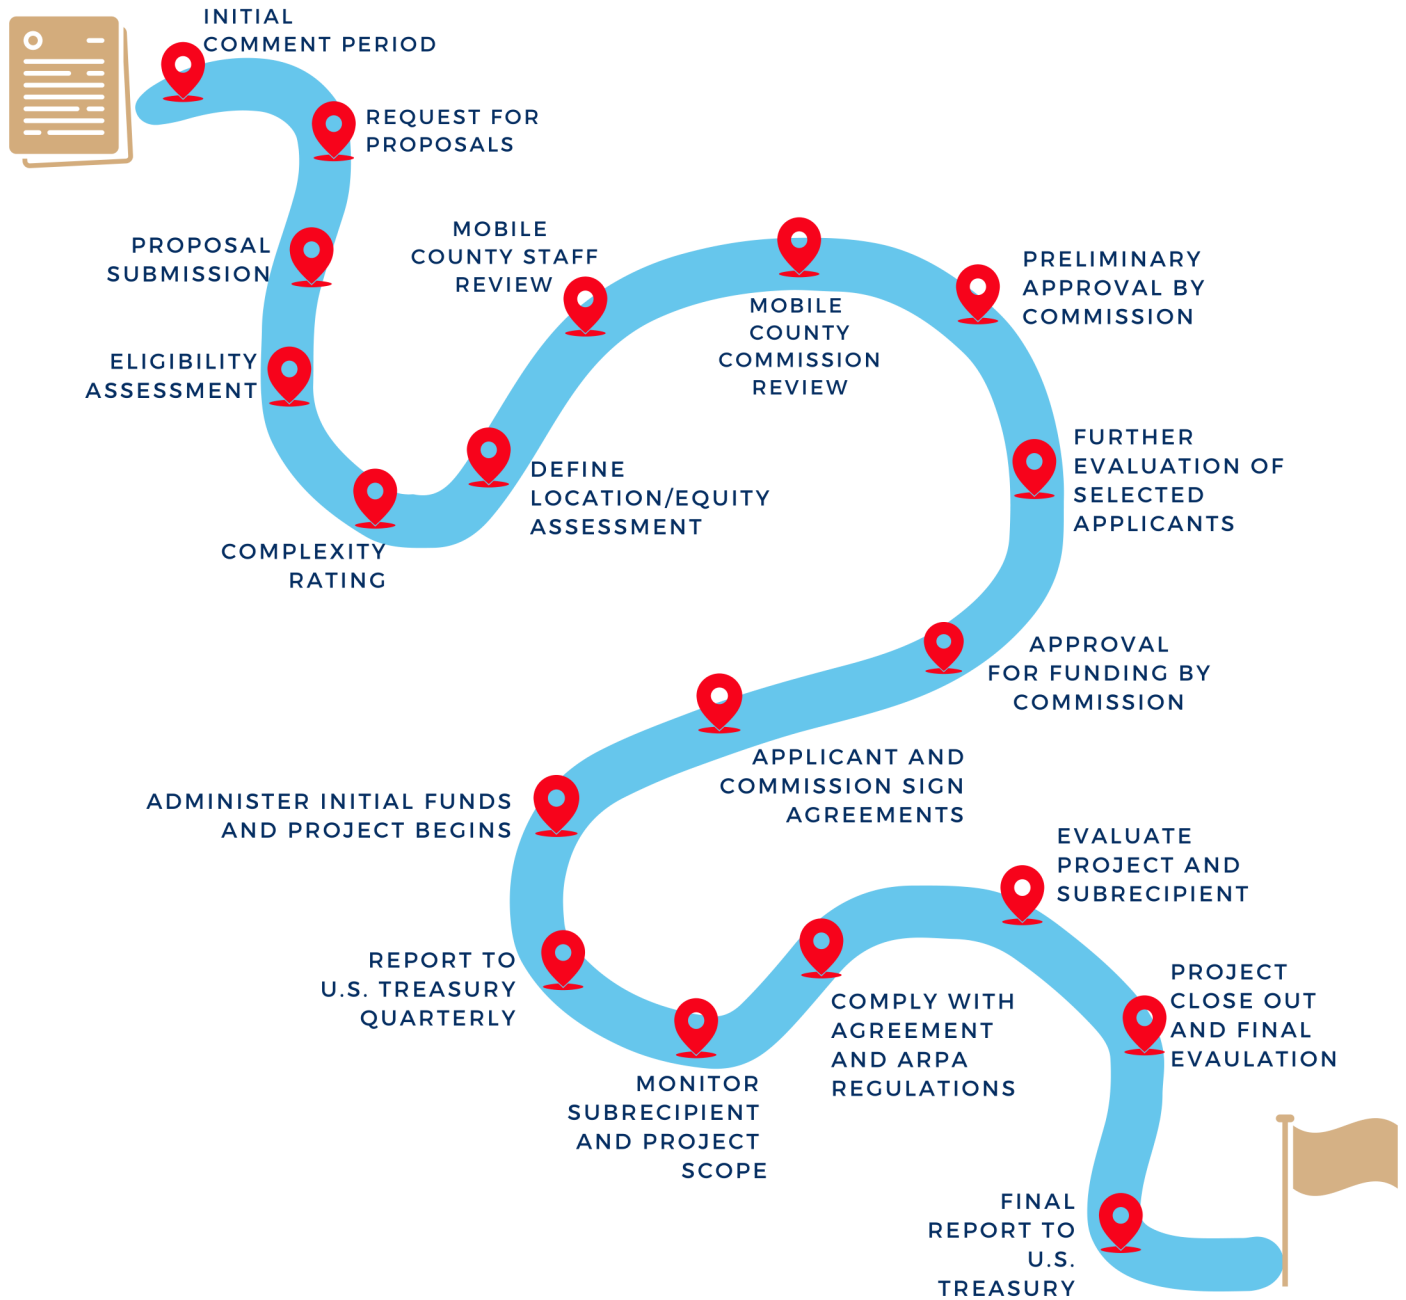 INITIAL
COMMENT PERIOD
REQUEST FOR
PROPOSALS
PROPOSAL
SUBMISSION
ELIGIBILITY
ASSESSMENT
COMPLEXITY
RATING
DEFINE
LOCATION/EQUITY
ASSESSMENT
MOBILE
COUNTY STAFF
REVIEW
MOBILE
COUNTY
COMMISSION
REVIEW
PRELIMINARY
APPROVAL BY
COMMISSION
FURTHER
EVALUATION OF
SELECTED
APPLICANTS
APPROVAL
FOR FUNDING BY
COMMISSION
APPLICANT AND
COMMISSION SIGN
AGREEMENTS
ADMINISTER INITIAL FUNDS
AND PROJECT BEGINS
REPORT TO
U.S. TREASURY
QUARTERLY
MONITOR
SUBRECIPIENT
AND PROJECT
SCOPE
COMPLY WITH
AGREEMENT
AND ARPA
REGULATIONS
EVALUATE
PROJECT AND
SUBRECIPIENT
PROJECT
CLOSE OUT
AND FINAL
EVAULATION
FINAL
REPORT TO
U.S.
TREASURY